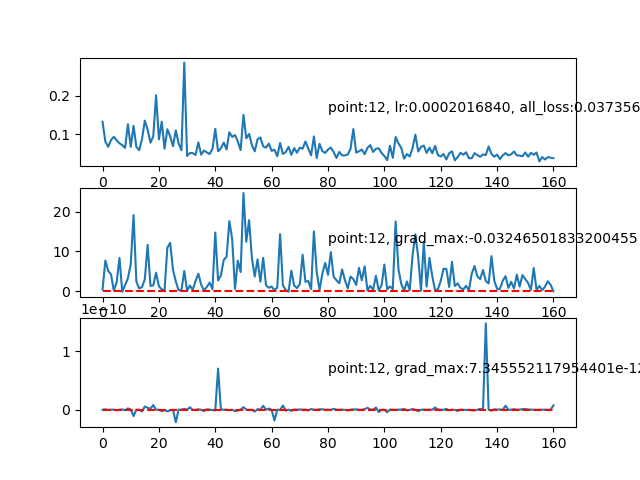 0.2
0.1
point:12, lr:0.0002016840, all_loss:0.037356
0 20 40 60 80 100 120 140 160
20
10
0
point:12, grad_max:-0.03246501833200455
0 20 40 60 80 100 120 140 160
1e-10
1
0
point:12, grad_max:7.345552117954401e-12
0 20 40 60 80 100 120 140 160